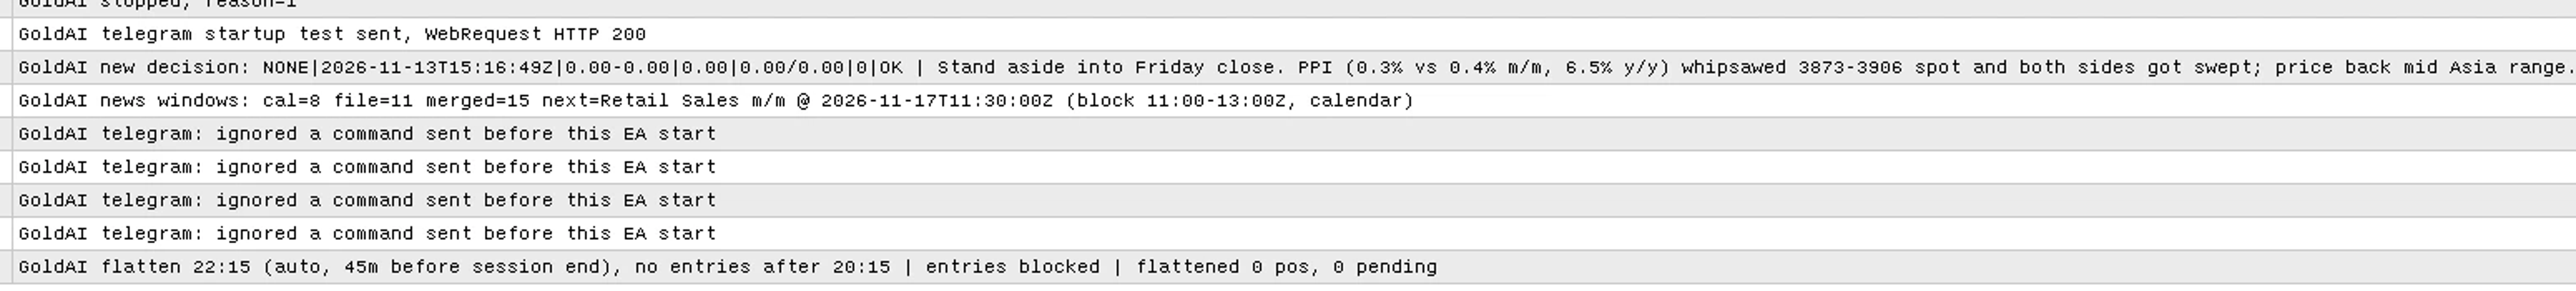 GoldAI stopped, reason=1
GoldAI telegram startup test sent, WebRequest HTTP 200
GoldAI new decision: NONE|2026-11-13T15:16:49Z|0.00-0.00|0.00|0.00/0.00|0|OK | Stand aside into Friday close. PPI (0.3% vs 0.4% m/m, 6.5% y/y) whipsawed 3873-3906 spot and both sides got swept; price back mid Asia range.
GoldAI news windows: cal=8 file=11 merged=15 next=Retail Sales m/m @ 2026-11-17T11:30:00Z (block 11:00-13:00Z, calendar)
GoldAI telegram: ignored a command sent before this EA start
GoldAI telegram: ignored a command sent before this EA start
GoldAI telegram: ignored a command sent before this EA start
GoldAI telegram: ignored a command sent before this EA start
GoldAI flatten 22:15 (auto, 45m before session end), no entries after 20:15 | entries blocked | flattened 0 pos, 0 pending